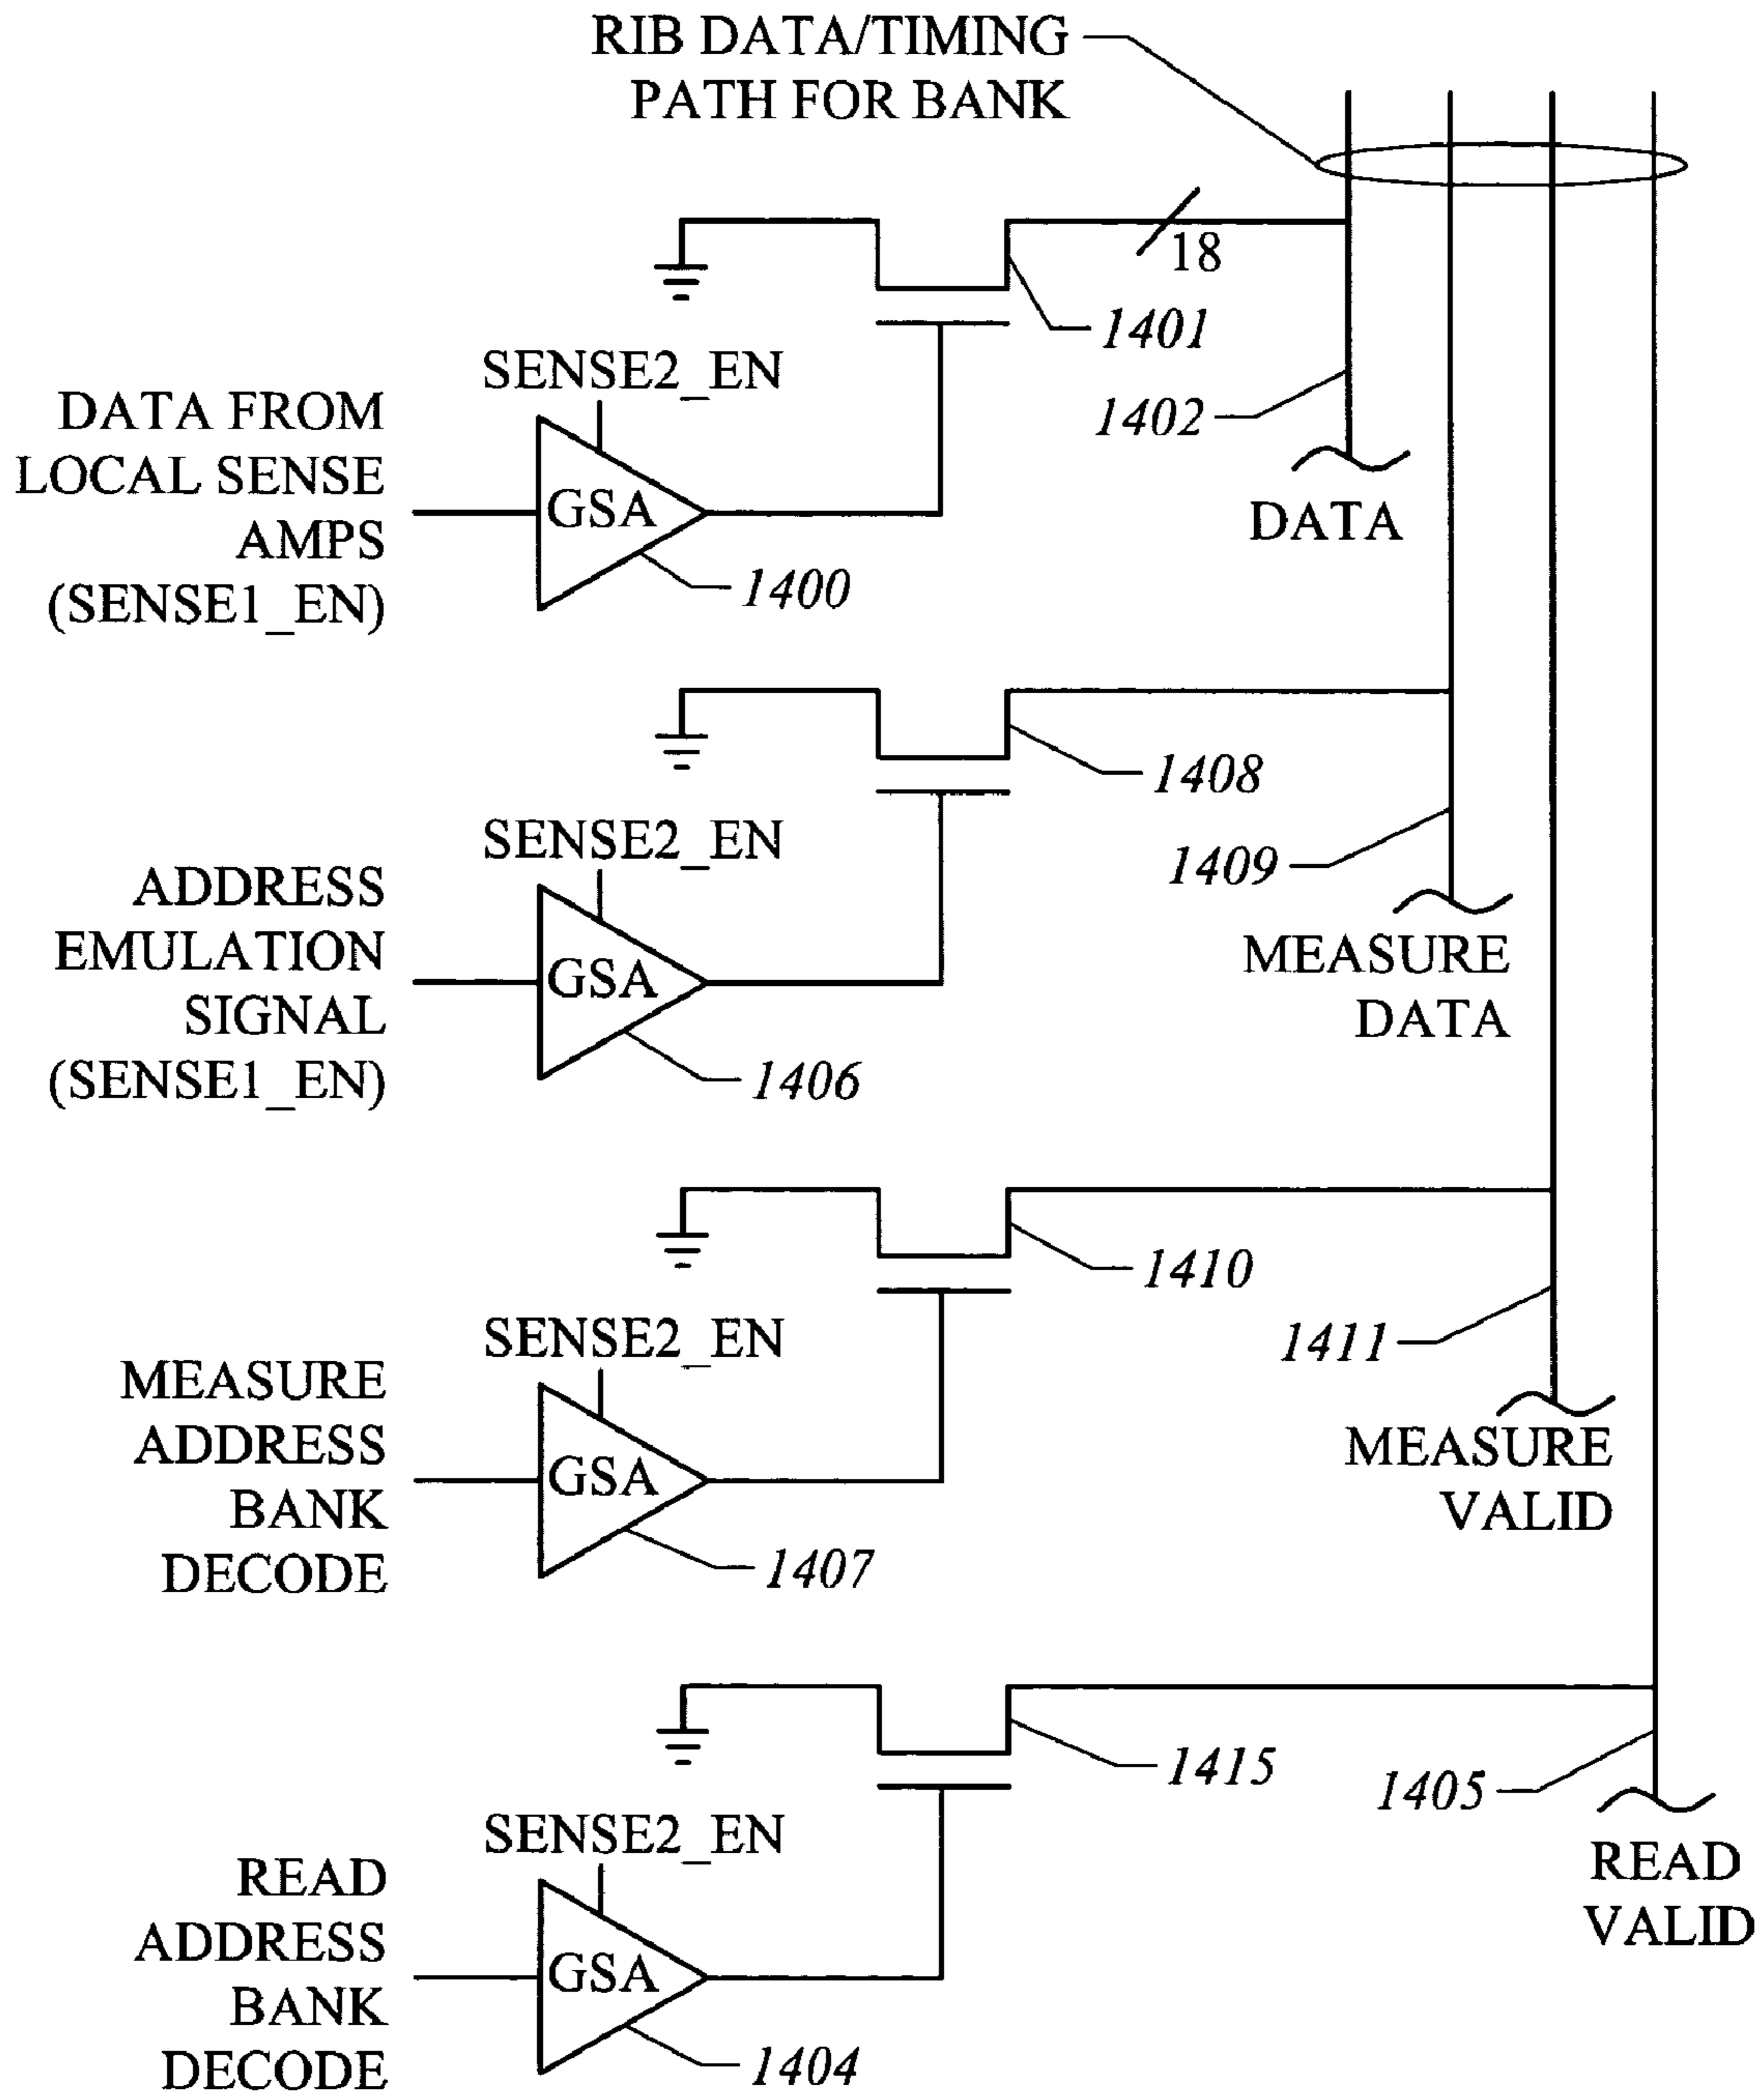 RIB DATA/TIMING
PATH FOR BANK
18
1401
SENSE2_EN
DATA FROM
LOCAL SENSE
AMPS
(SENSE1_EN)
GSA
1400
1402
DATA
1408
SENSE2_EN
ADDRESS
EMULATION
SIGNAL
(SENSE1_EN)
GSA
1406
1409
MEASURE
DATA
1410
SENSE2_EN
MEASURE
ADDRESS
BANK
DECODE
GSA
1407
1411
MEASURE
VALID
1415
SENSE2_EN
READ
ADDRESS
BANK
DECODE
GSA
1404
1405
READ
VALID